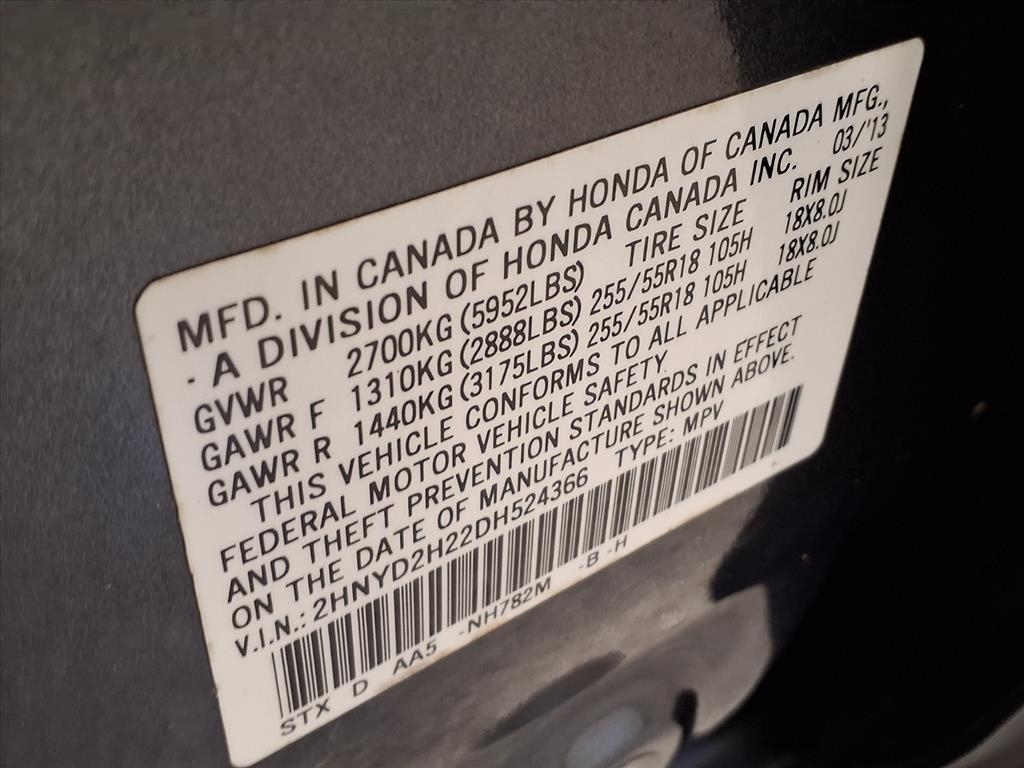 MFD. IN CANADA BY HONDA OF CANADA MFG.,
- A DIVISION OF HONDA CANADA INC. 03/'13
GVWR 2700KG (5952LBS) TIRE SIZE RIM SIZE
GAWR F 1310KG (2888LBS) 255/55R18 105H 18X8.0J
GAWR R 1440KG (3175LBS) 255/55R18 105H 18X8.0J
THIS VEHICLE CONFORMS TO ALL APPLICABLE
FEDERAL MOTOR VEHICLE SAFETY
AND THEFT PREVENTION STANDARDS IN EFFECT
ON THE DATE OF MANUFACTURE SHOWN ABOVE.
V.I.N.: 2HNYD2H22DH524366 TYPE: MPV
STX D AA5 -NH782M -B -H